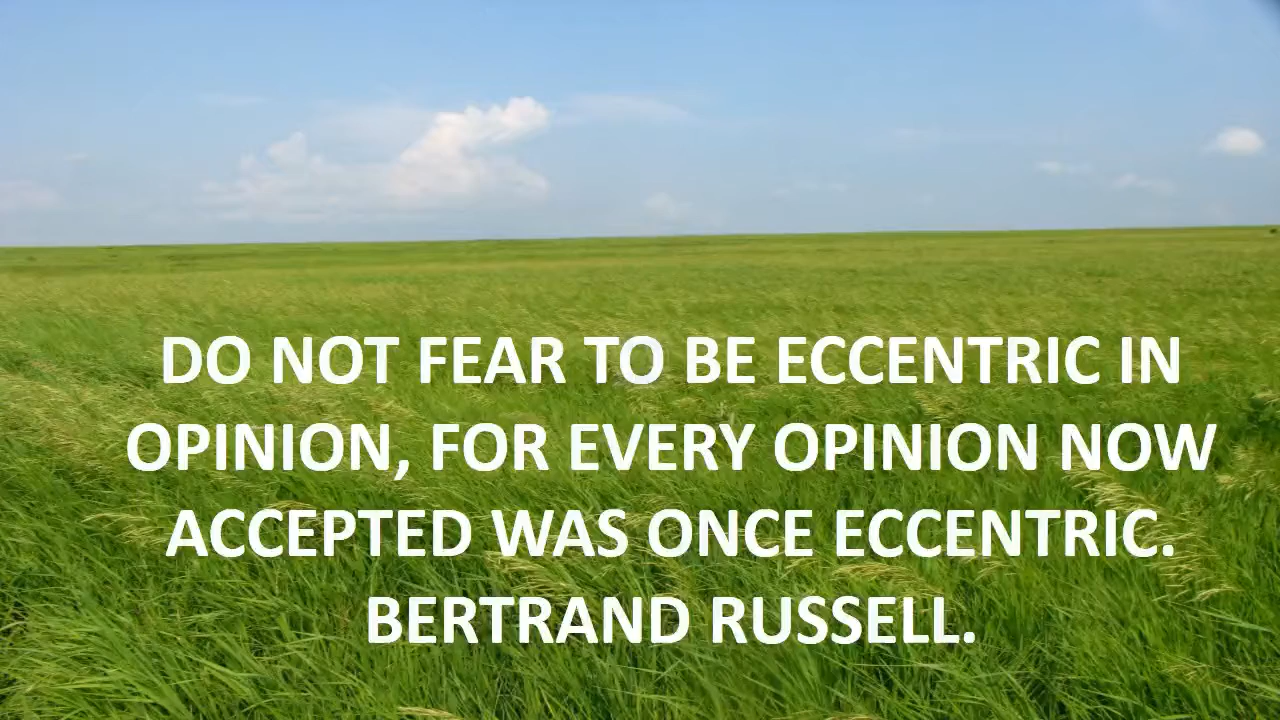 DO NOT FEAR TO BE ECCENTRIC IN
OPINION, FOR EVERY OPINION NOW
ACCEPTED WAS ONCE ECCENTRIC.
BERTRAND RUSSELL.